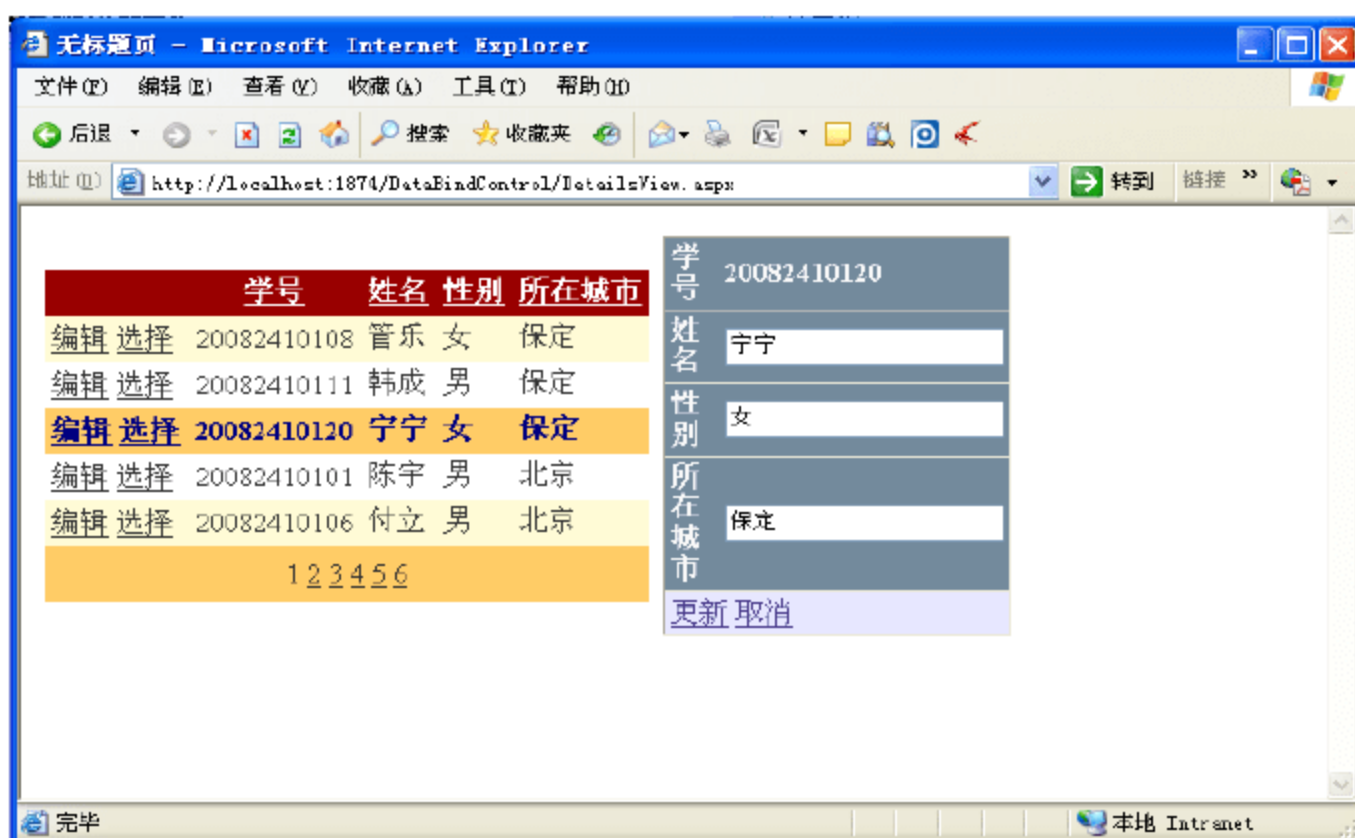 无标题页 - Microsoft Internet Explorer
文件(F) 编辑(E) 查看(V) 收藏(A) 工具(T) 帮助(H)
后退 搜索 收藏夹
地址(D) http://localhost:1874/DataBindControl/DetailsView.aspx 转到 链接 »
学号 姓名 性别 所在城市
编辑 选择 20082410108 管乐 女 保定
编辑 选择 20082410111 韩成 男 保定
编辑 选择 20082410120 宁宁 女 保定
编辑 选择 20082410101 陈宇 男 北京
编辑 选择 20082410106 付立 男 北京
1 2 3 4 5 6
学号 20082410120
姓名 宁宁
性别 女
所在城市 保定
更新 取消
完毕 本地 Intranet